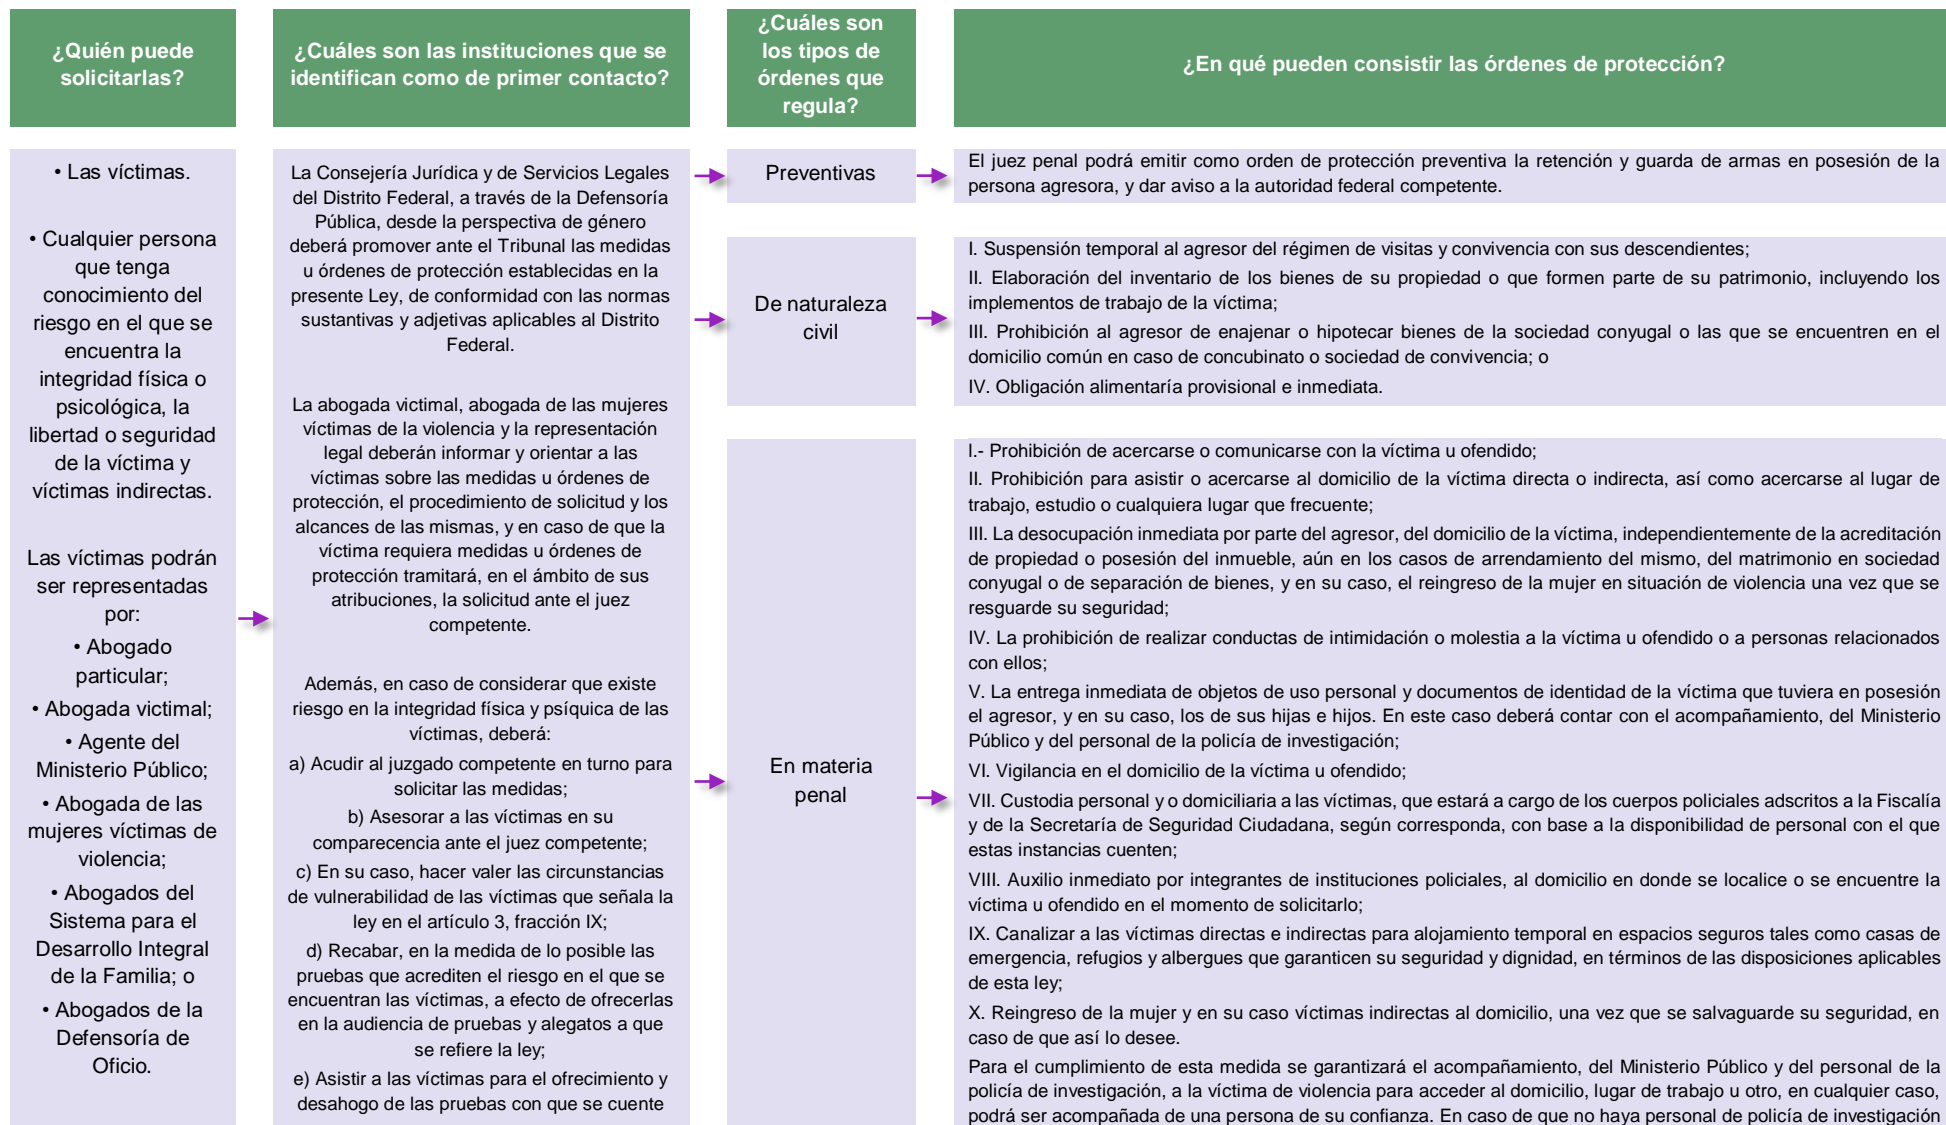 ¿Quién puede
solicitarlas?
¿Cuáles son las instituciones que se
identifican como de primer contacto?
¿Cuáles son
los tipos de
órdenes que
regula?
¿En qué pueden consistir las órdenes de protección?
• Las víctimas.
• Cualquier persona
que tenga
conocimiento del
riesgo en el que se
encuentra la
integridad física o
psicológica, la
libertad o seguridad
de la víctima y
víctimas indirectas.
Las víctimas podrán
ser representadas
por:
• Abogado
particular;
• Abogada victimal;
• Agente del
Ministerio Público;
• Abogada de las
mujeres víctimas de
violencia;
• Abogados del
Sistema para el
Desarrollo Integral
de la Familia; o
• Abogados de la
Defensoría de
Oficio.
La Consejería Jurídica y de Servicios Legales
del Distrito Federal, a través de la Defensoría
Pública, desde la perspectiva de género
deberá promover ante el Tribunal las medidas
u órdenes de protección establecidas en la
presente Ley, de conformidad con las normas
sustantivas y adjetivas aplicables al Distrito
Federal.
La abogada victimal, abogada de las mujeres
víctimas de la violencia y la representación
legal deberán informar y orientar a las
víctimas sobre las medidas u órdenes de
protección, el procedimiento de solicitud y los
alcances de las mismas, y en caso de que la
víctima requiera medidas u órdenes de
protección tramitará, en el ámbito de sus
atribuciones, la solicitud ante el juez
competente.
Además, en caso de considerar que existe
riesgo en la integridad física y psíquica de las
víctimas, deberá:
a) Acudir al juzgado competente en turno para
solicitar las medidas;
b) Asesorar a las víctimas en su
comparecencia ante el juez competente;
c) En su caso, hacer valer las circunstancias
de vulnerabilidad de las víctimas que señala la
ley en el artículo 3, fracción IX;
d) Recabar, en la medida de lo posible las
pruebas que acrediten el riesgo en el que se
encuentran las víctimas, a efecto de ofrecerlas
en la audiencia de pruebas y alegatos a que
se refiere la ley;
e) Asistir a las víctimas para el ofrecimiento y
desahogo de las pruebas con que se cuente
Preventivas
El juez penal podrá emitir como orden de protección preventiva la retención y guarda de armas en posesión de la
persona agresora, y dar aviso a la autoridad federal competente.
De naturaleza
civil
I. Suspensión temporal al agresor del régimen de visitas y convivencia con sus descendientes;
II. Elaboración del inventario de los bienes de su propiedad o que formen parte de su patrimonio, incluyendo los
implementos de trabajo de la víctima;
III. Prohibición al agresor de enajenar o hipotecar bienes de la sociedad conyugal o las que se encuentren en el
domicilio común en caso de concubinato o sociedad de convivencia; o
IV. Obligación alimentaría provisional e inmediata.
En materia
penal
I.- Prohibición de acercarse o comunicarse con la víctima u ofendido;
II. Prohibición para asistir o acercarse al domicilio de la víctima directa o indirecta, así como acercarse al lugar de
trabajo, estudio o cualquiera lugar que frecuente;
III. La desocupación inmediata por parte del agresor, del domicilio de la víctima, independientemente de la acreditación
de propiedad o posesión del inmueble, aún en los casos de arrendamiento del mismo, del matrimonio en sociedad
conyugal o de separación de bienes, y en su caso, el reingreso de la mujer en situación de violencia una vez que se
resguarde su seguridad;
IV. La prohibición de realizar conductas de intimidación o molestia a la víctima u ofendido o a personas relacionados
con ellos;
V. La entrega inmediata de objetos de uso personal y documentos de identidad de la víctima que tuviera en posesión
el agresor, y en su caso, los de sus hijas e hijos. En este caso deberá contar con el acompañamiento, del Ministerio
Público y del personal de la policía de investigación;
VI. Vigilancia en el domicilio de la víctima u ofendido;
VII. Custodia personal y o domiciliaria a las víctimas, que estará a cargo de los cuerpos policiales adscritos a la Fiscalía
y de la Secretaría de Seguridad Ciudadana, según corresponda, con base a la disponibilidad de personal con el que
estas instancias cuenten;
VIII. Auxilio inmediato por integrantes de instituciones policiales, al domicilio en donde se localice o se encuentre la
víctima u ofendido en el momento de solicitarlo;
IX. Canalizar a las víctimas directas e indirectas para alojamiento temporal en espacios seguros tales como casas de
emergencia, refugios y albergues que garanticen su seguridad y dignidad, en términos de las disposiciones aplicables
de esta ley;
X. Reingreso de la mujer y en su caso víctimas indirectas al domicilio, una vez que se salvaguarde su seguridad, en
caso de que así lo desee.
Para el cumplimiento de esta medida se garantizará el acompañamiento, del Ministerio Público y del personal de la
policía de investigación, a la víctima de violencia para acceder al domicilio, lugar de trabajo u otro, en cualquier caso,
podrá ser acompañada de una persona de su confianza. En caso de que no haya personal de policía de investigación